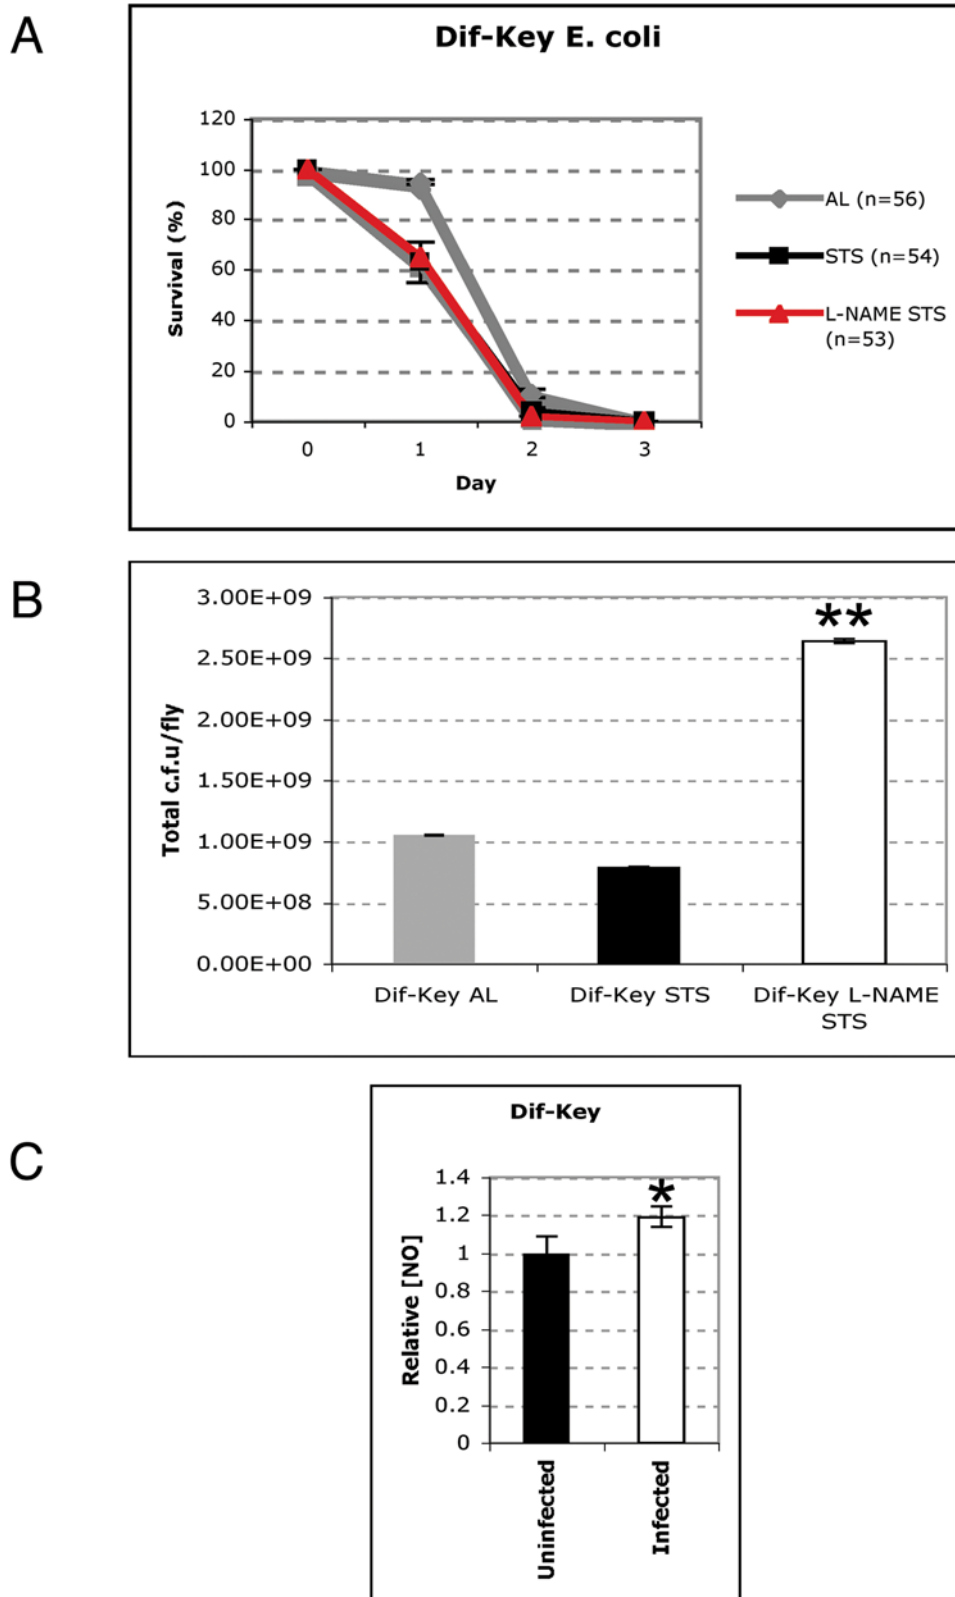 A
Dif-Key E. coli
120
100
80
60
40
20
0
Survival (%)
0 1 2 3
Day
AL (n=56)
STS (n=54)
L-NAME STS
(n=53)
B
3.00E+09
2.50E+09
2.00E+09
1.50E+09
1.00E+09
5.00E+08
0.00E+00
Total c.f.u/fly
**
Dif-Key AL Dif-Key STS Dif-Key L-NAME
STS
C
Dif-Key
1.4
1.2
1
0.8
0.6
0.4
0.2
0
Relative [NO]
*
Uninfected
Infected